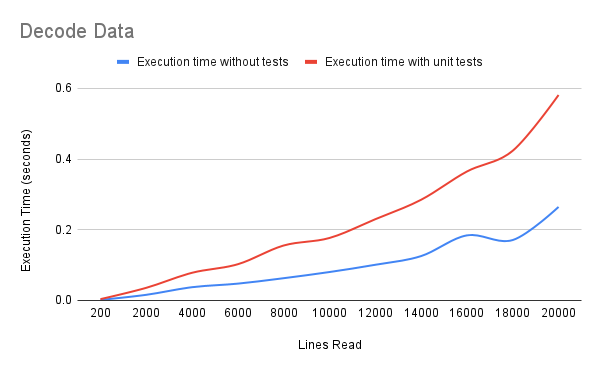 Decode Data
Execution time without tests
Execution time with unit tests
Execution Time (seconds)
0.6
0.4
0.2
0.0
200 2000 4000 6000 8000 10000 12000 14000 16000 18000 20000
Lines Read